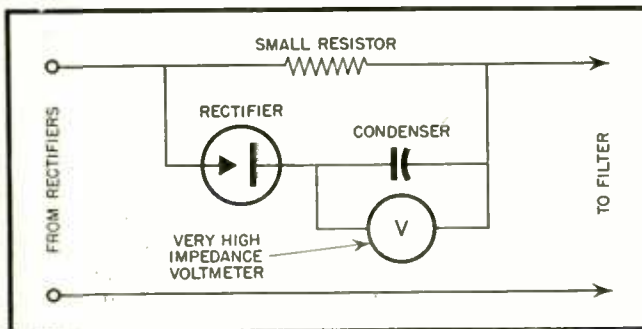 SMALL RESISTOR
RECTIFIER
CONDENSER
FROM RECTIFIERS
TO FILTER
V
VERY HIGH
IMPEDANCE
VOLTMETER